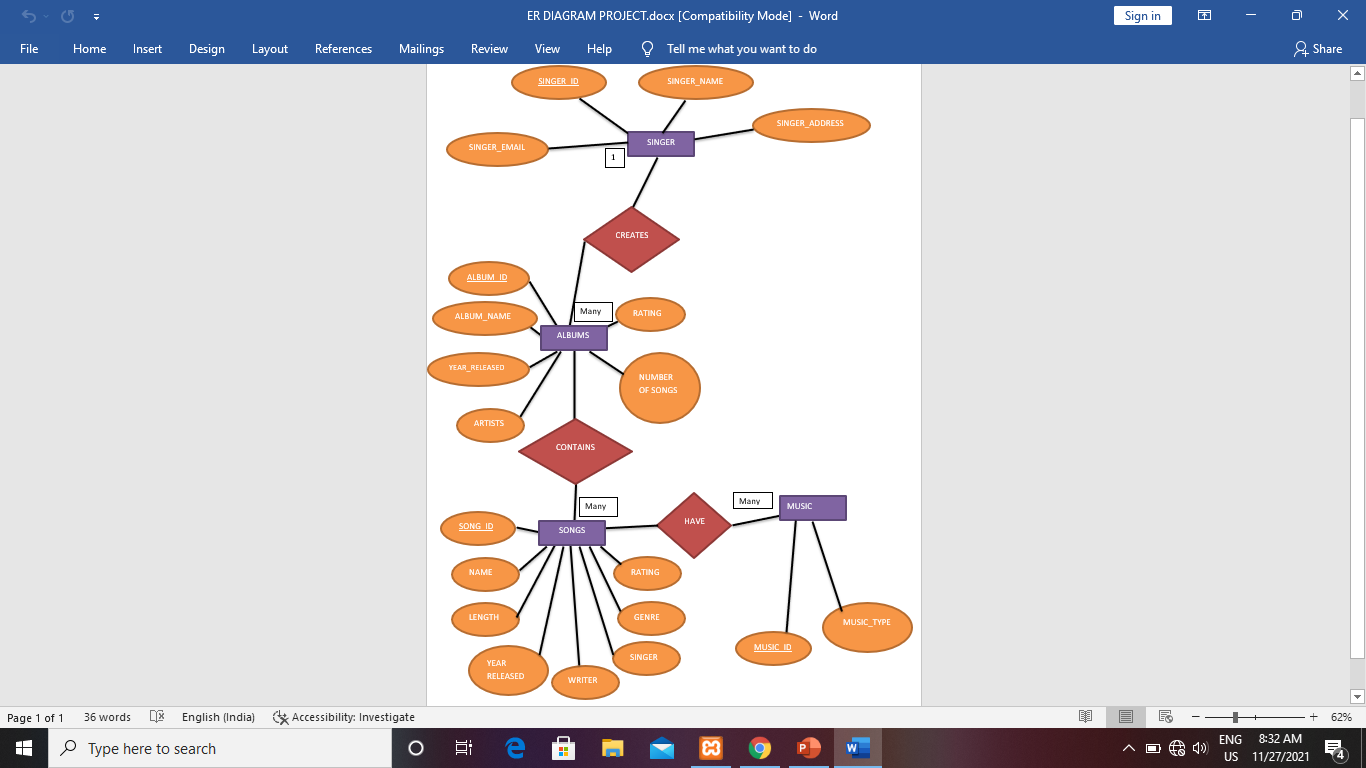 ER DIAGRAM PROJECT.docx [Compatibility Mode] - Word
Sign in
File Home Insert Design Layout References Mailings Review View Help Tell me what you want to do Share
SINGER_ID
SINGER_NAME
SINGER_ADDRESS
SINGER_EMAIL
SINGER
1
CREATES
ALBUM_ID
ALBUM_NAME
Many
RATING
ALBUMS
YEAR_RELEASED
NUMBER
OF SONGS
ARTISTS
CONTAINS
Many
Many
MUSIC
SONG_ID
SONGS
HAVE
NAME
RATING
LENGTH
GENRE
MUSIC_TYPE
YEAR
RELEASED
SINGER
MUSIC_ID
WRITER
Page 1 of 1 36 words English (India) Accessibility: Investigate 62%
Type here to search
ENG
US
8:32 AM
11/27/2021
4